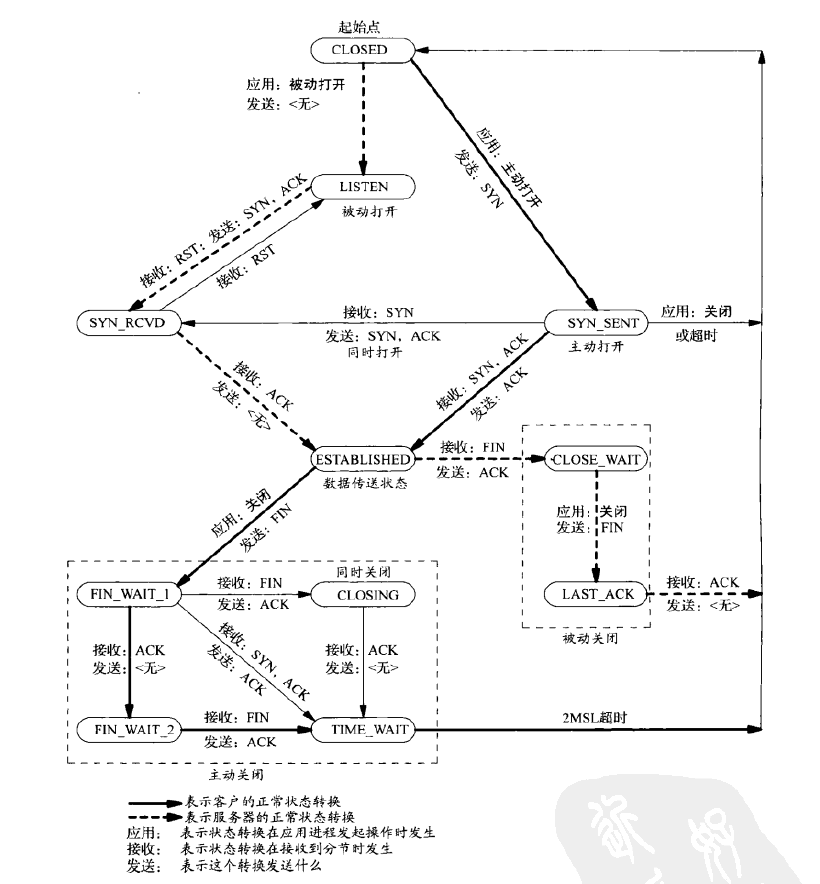 起始点
CLOSED
应用：被动打开
发送：<无>
应用：主动打开
发送：SYN
LISTEN
被动打开
接收：RST；发送：SYN，ACK
接收：RST
SYN_RCVD
接收：SYN
发送：SYN，ACK
同时打开
SYN_SENT
主动打开
应用：关闭
或超时
接收：ACK
发送：<无>
接收：SYN，ACK
发送：ACK
ESTABLISHED
数据传送状态
接收：FIN
发送：ACK
CLOSE_WAIT
应用：关闭
发送：FIN
应用：关闭
发送：FIN
同时关闭
FIN_WAIT_1
接收：FIN
发送：ACK
CLOSING
LAST_ACK
接收：ACK
发送：<无>
被动关闭
接收：ACK
发送：<无>
接收：SYN，ACK
发送：ACK
接收：ACK
发送：<无>
FIN_WAIT_2
接收：FIN
发送：ACK
TIME_WAIT
2MSL超时
主动关闭
表示客户的正常状态转换
表示服务器的正常状态转换
应用： 表示状态转换在应用进程发起操作时发生
接收： 表示状态转换在接收到分节时发生
发送： 表示这个转换发送什么